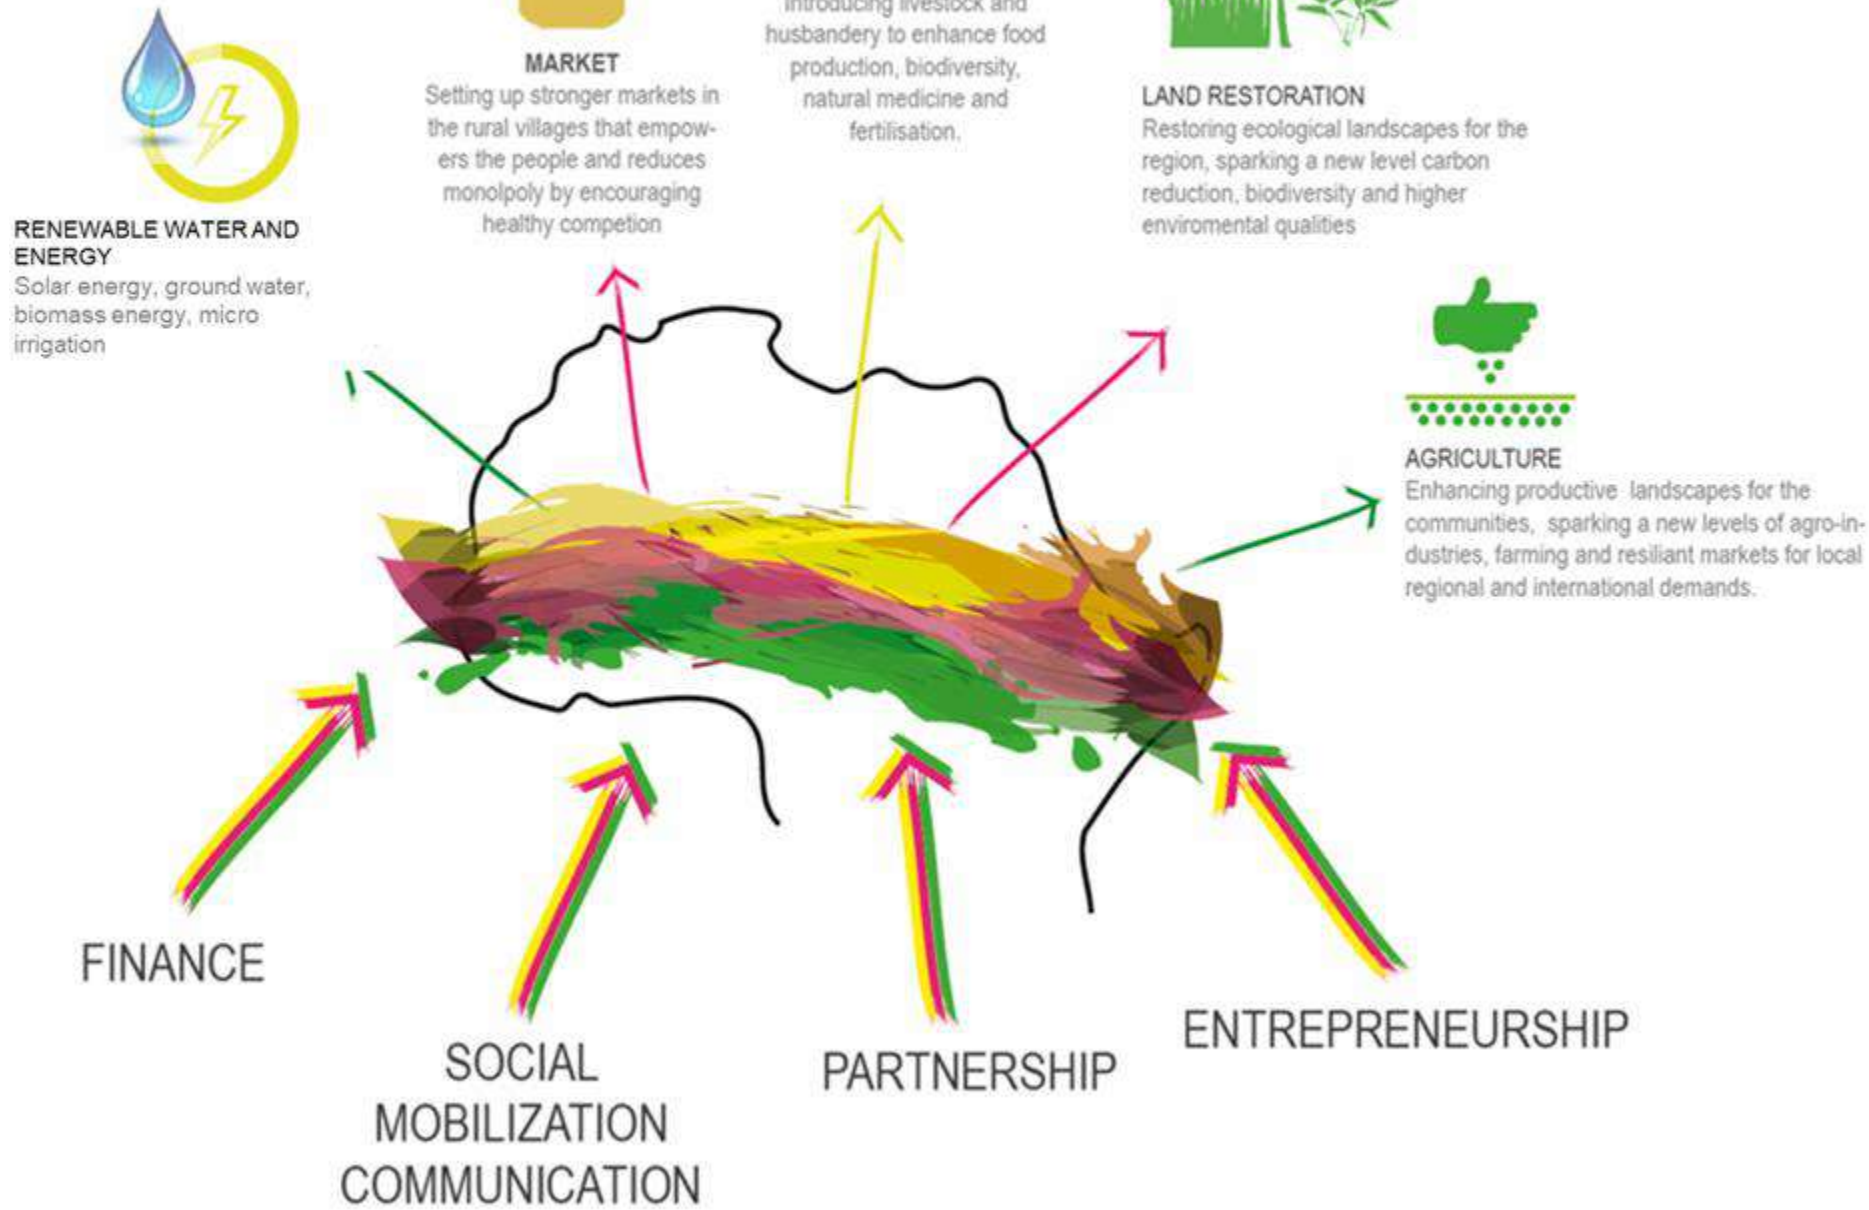 MARKET
Setting up stronger markets in
the rural villages that empow-
ers the people and reduces
monolpoly by encouraging
healthy competion
Introducing livestock and
husbandery to enhance food
production, biodiversity,
natural medicine and
fertilisation.
LAND RESTORATION
Restoring ecological landscapes for the
region, sparking a new level carbon
reduction, biodiversity and higher
enviromental qualities
RENEWABLE WATER AND
ENERGY
Solar energy, ground water,
biomass energy, micro
irrigation
AGRICULTURE
Enhancing productive landscapes for the
communities, sparking a new levels of agro-in-
dustries, farming and resiliant markets for local
regional and international demands.
FINANCE
SOCIAL
MOBILIZATION
COMMUNICATION
PARTNERSHIP
ENTREPRENEURSHIP